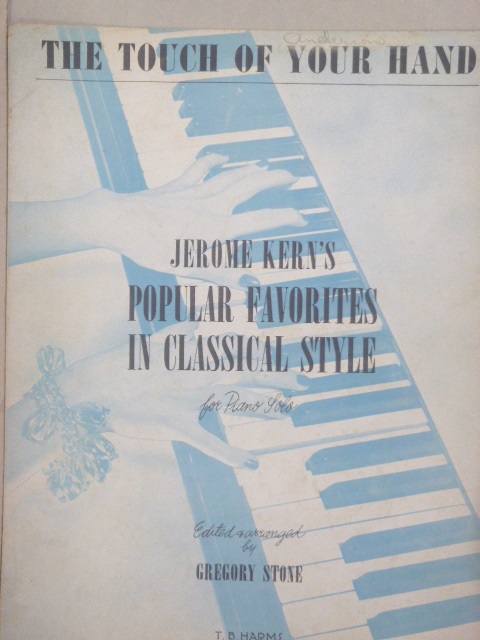 THE TOUCH OF YOUR HAND
JEROME KERN'S
POPULAR FAVORITES
IN CLASSICAL STYLE
for Piano Solo
Edited & arranged
by
GREGORY STONE
T. B. HARMS